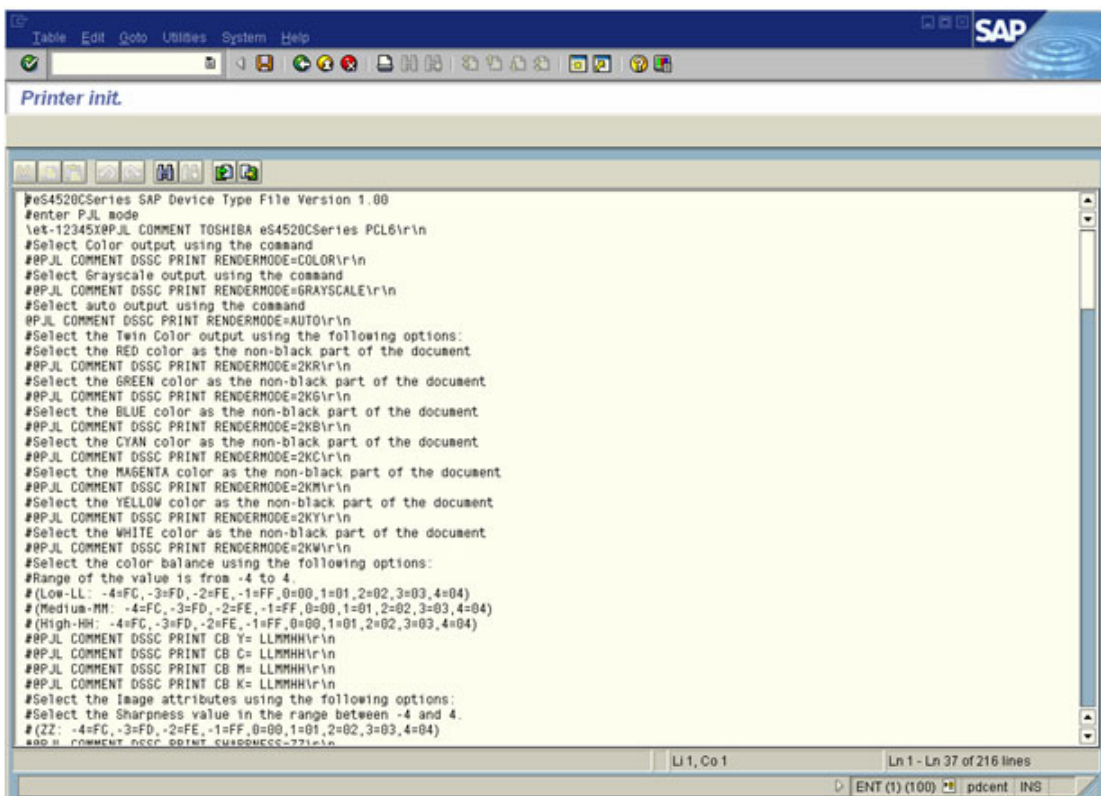 SAP
Table Edit Goto Utilities System Help
Printer init.
#eS4520CSeries SAP Device Type File Version 1.00
#enter PJL mode
\e%-12345X@PJL COMMENT TOSHIBA eS4520CSeries PCL6\r\n
#Select Color output using the command
#@PJL COMMENT DSSC PRINT RENDERMODE=COLOR\r\n
#Select Grayscale output using the command
#@PJL COMMENT DSSC PRINT RENDERMODE=GRAYSCALE\r\n
#Select auto output using the command
@PJL COMMENT DSSC PRINT RENDERMODE=AUTO\r\n
#Select the Twin Color output using the following options:
#Select the RED color as the non-black part of the document
#@PJL COMMENT DSSC PRINT RENDERMODE=2KR\r\n
#Select the GREEN color as the non-black part of the document
#@PJL COMMENT DSSC PRINT RENDERMODE=2KG\r\n
#Select the BLUE color as the non-black part of the document
#@PJL COMMENT DSSC PRINT RENDERMODE=2KB\r\n
#Select the CYAN color as the non-black part of the document
#@PJL COMMENT DSSC PRINT RENDERMODE=2KC\r\n
#Select the MAGENTA color as the non-black part of the document
#@PJL COMMENT DSSC PRINT RENDERMODE=2KM\r\n
#Select the YELLOW color as the non-black part of the document
#@PJL COMMENT DSSC PRINT RENDERMODE=2KY\r\n
#Select the WHITE color as the non-black part of the document
#@PJL COMMENT DSSC PRINT RENDERMODE=2KW\r\n
#Select the color balance using the following options:
#Range of the value is from -4 to 4.
#(Low-LL: -4=FC,-3=FD,-2=FE,-1=FF,0=00,1=01,2=02,3=03,4=04)
#(Medium-MM: -4=FC,-3=FD,-2=FE,-1=FF,0=00,1=01,2=02,3=03,4=04)
#(High-HH: -4=FC,-3=FD,-2=FE,-1=FF,0=00,1=01,2=02,3=03,4=04)
#@PJL COMMENT DSSC PRINT CB Y= LLMMHH\r\n
#@PJL COMMENT DSSC PRINT CB C= LLMMHH\r\n
#@PJL COMMENT DSSC PRINT CB M= LLMMHH\r\n
#@PJL COMMENT DSSC PRINT CB K= LLMMHH\r\n
#Select the Image attributes using the following options:
#Select the Sharpness value in the range between -4 and 4.
#(ZZ: -4=FC,-3=FD,-2=FE,-1=FF,0=00,1=01,2=02,3=03,4=04)
#@PJL COMMENT DSSC PRINT SHARPNESS=ZZ\r\n
Li 1, Co 1 Ln 1 - Ln 37 of 216 lines
ENT (1) (100) pdcent INS